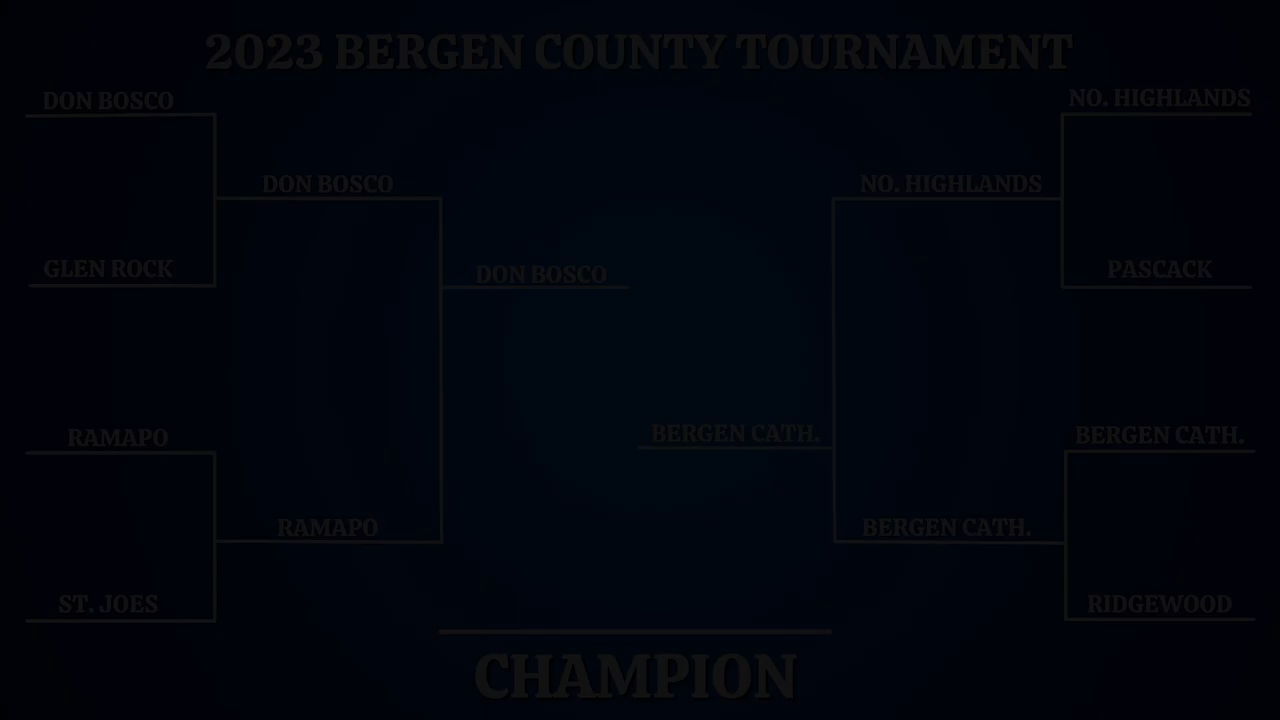 2023 BERGEN COUNTY TOURNAMENT
DON BOSCO
NO. HIGHLANDS
DON BOSCO
NO. HIGHLANDS
GLEN ROCK
DON BOSCO
PASCACK
RAMAPO
BERGEN CATH.
BERGEN CATH.
RAMAPO
BERGEN CATH.
ST. JOES
RIDGEWOOD
CHAMPION